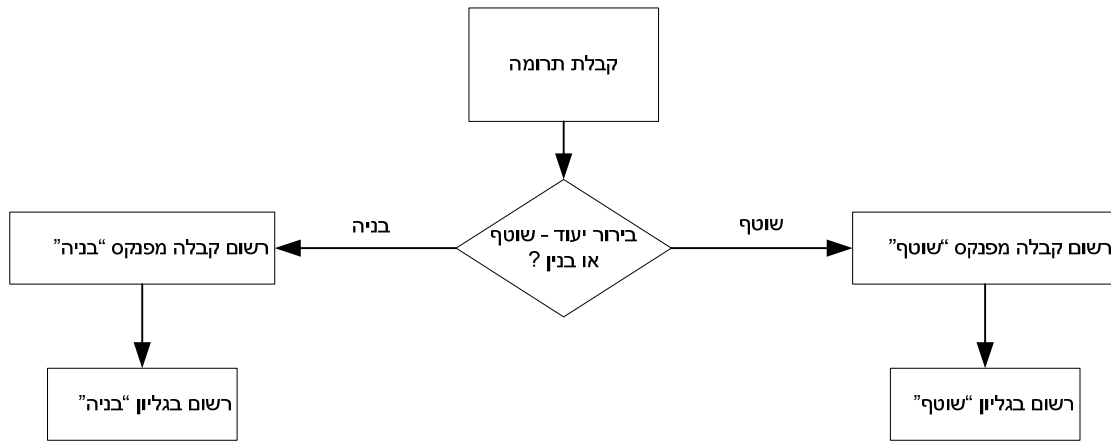 קבלת תרומה
בירור יעוד - שוטף
או בנין ?
שוטף
בניה
רשום קבלה מפנקס “שוטף”
רשום קבלה מפנקס “בניה”
רשום בגליון “שוטף”
רשום בגליון “בניה”